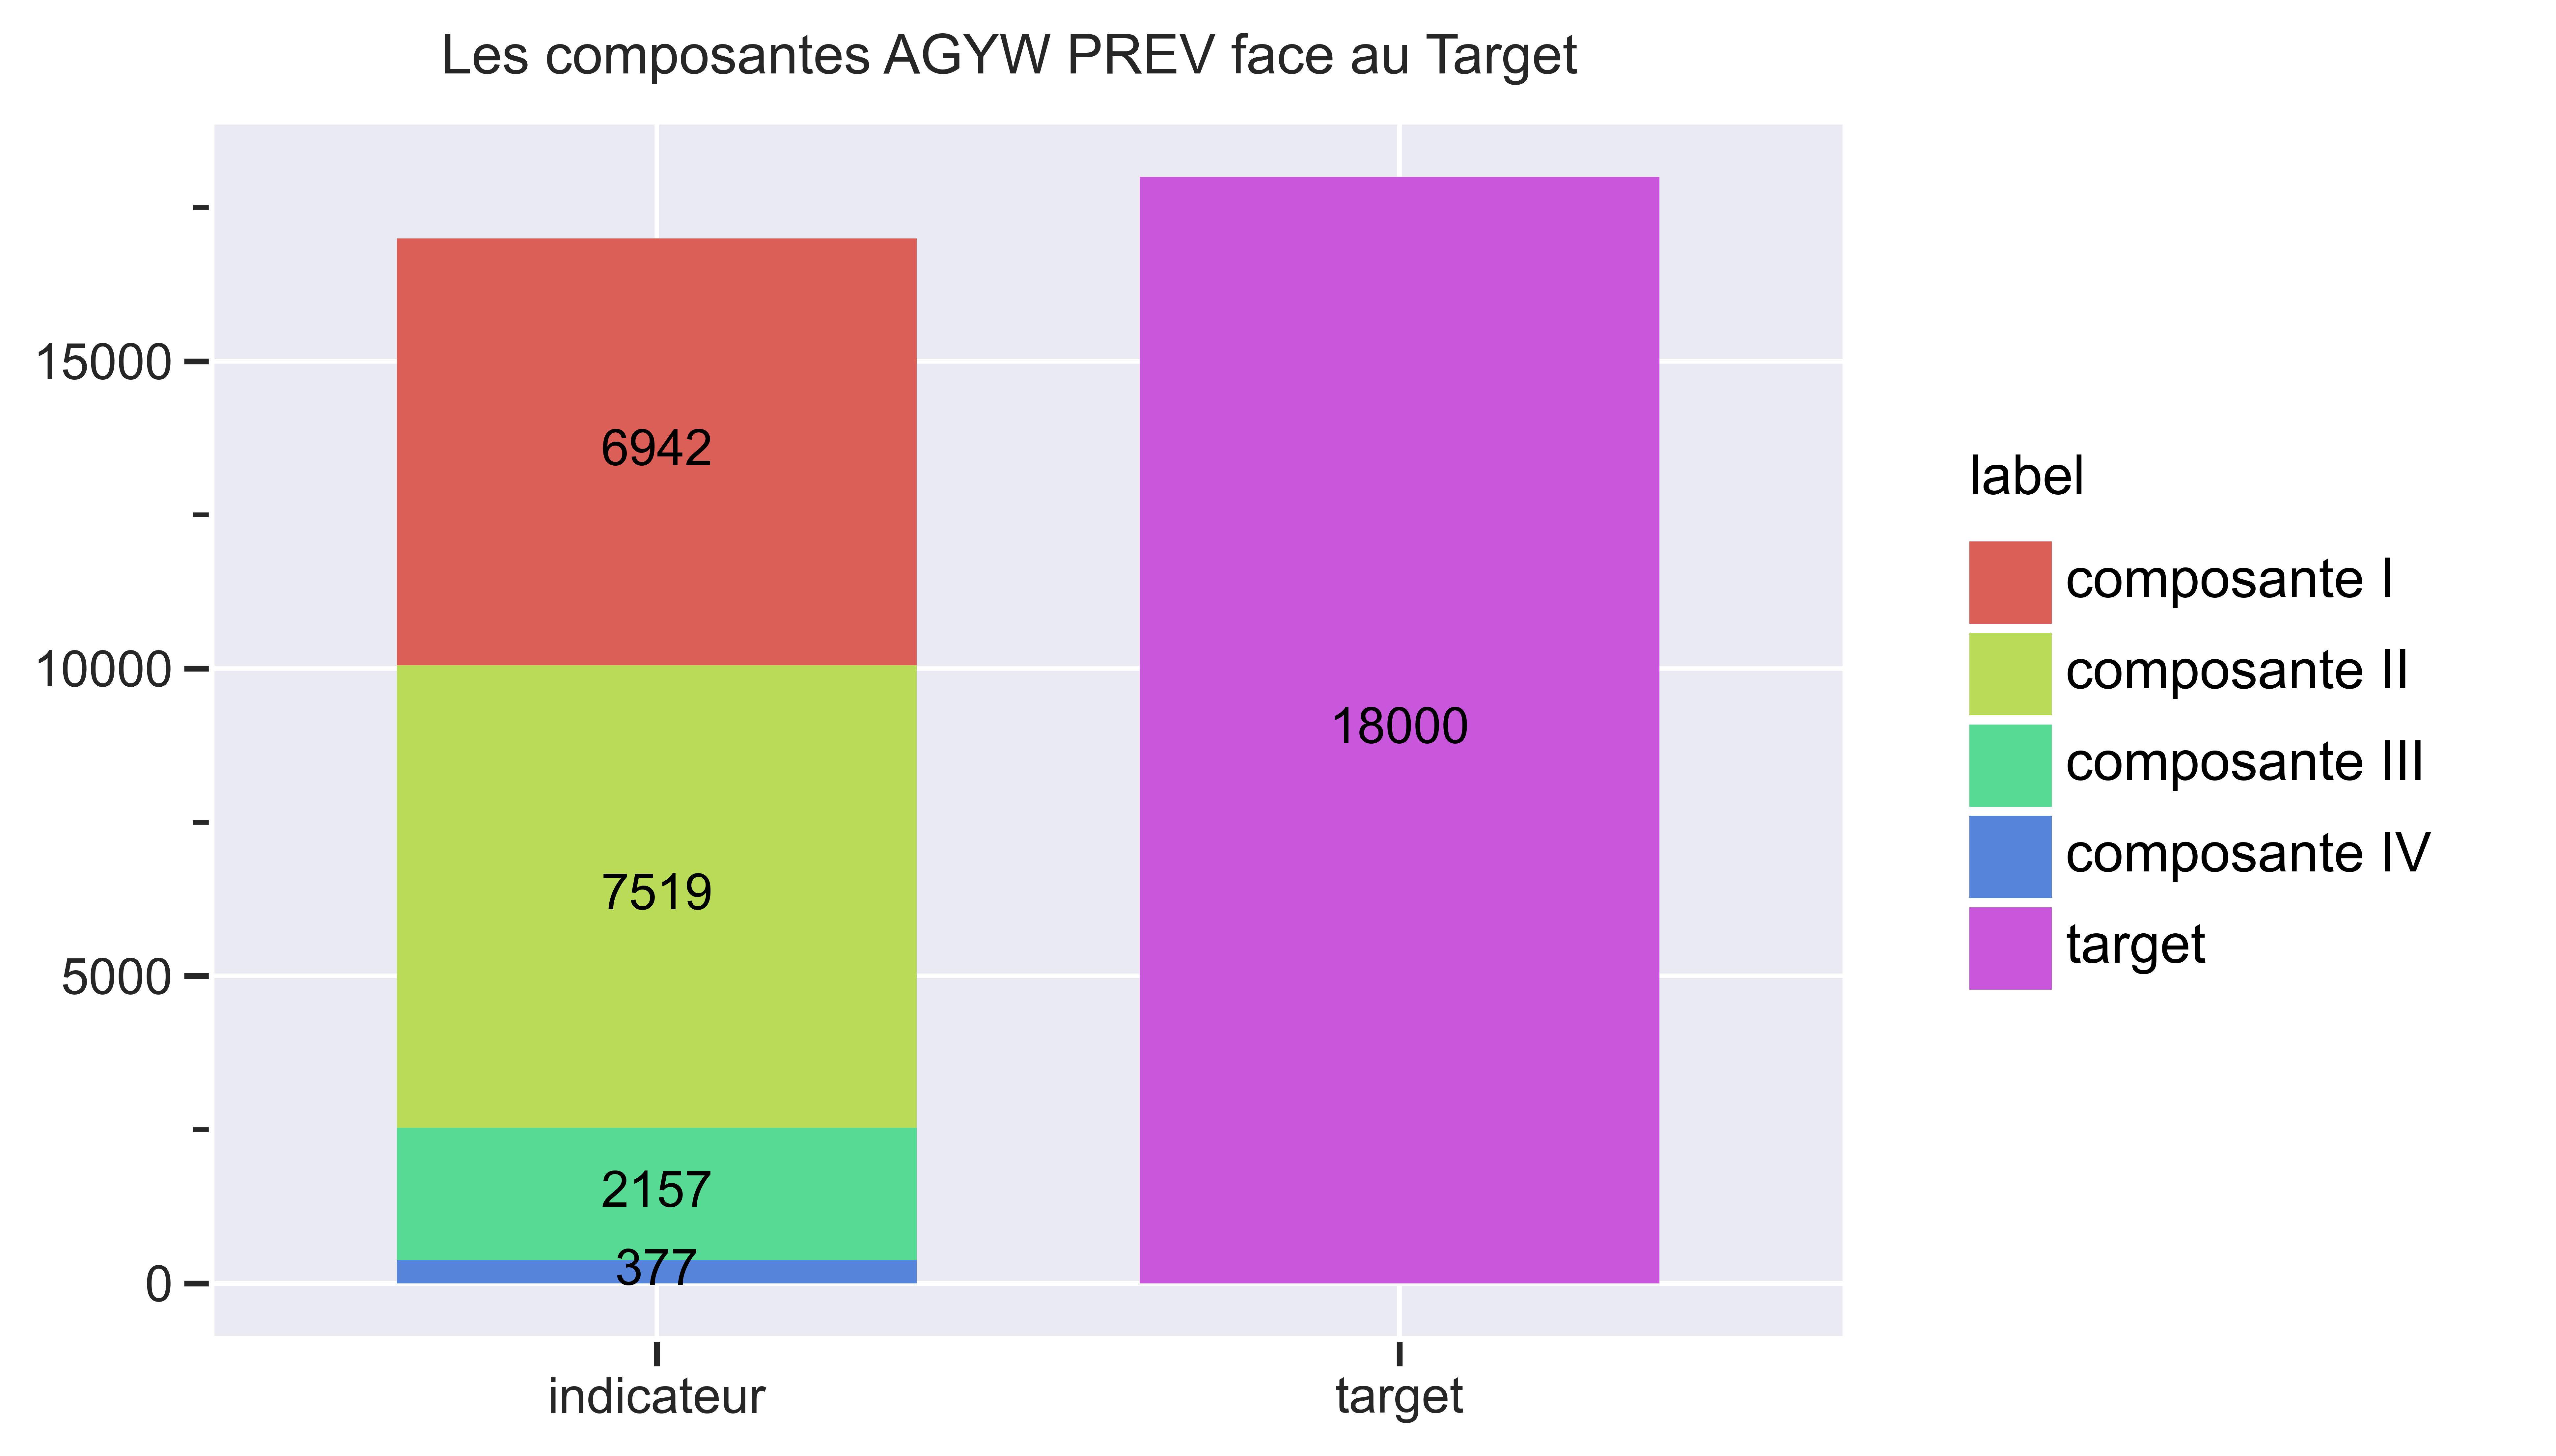 Les composantes AGYW PREV face au Target
15000
10000
5000
0
6942
7519
2157
377
18000
indicateur
target
label
composante I
composante II
composante III
composante IV
target